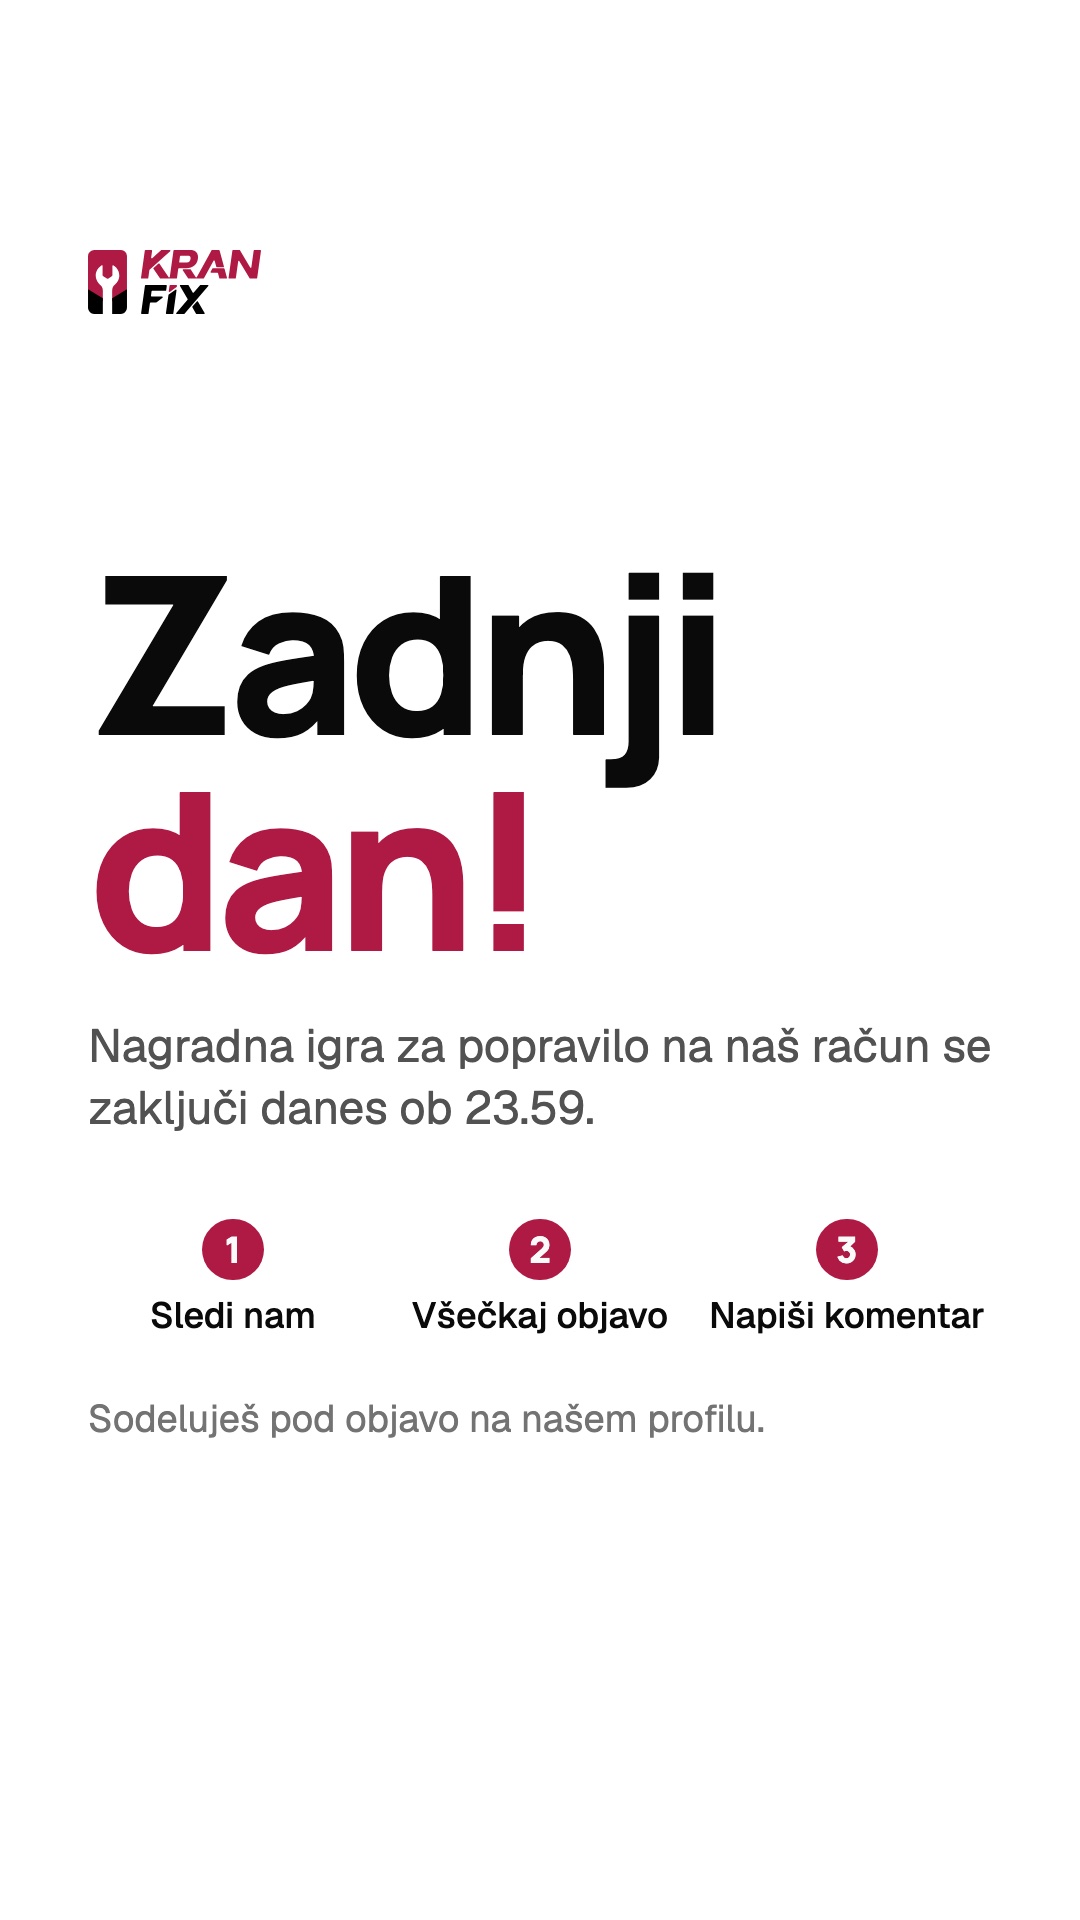 KRAN
FIX
Zadnji
dan!
Nagradna igra za popravilo na naš račun se
zaključi danes ob 23.59.
1
2
3
Sledi nam
Všečkaj objavo
Napiši komentar
Sodeluješ pod objavo na našem profilu.